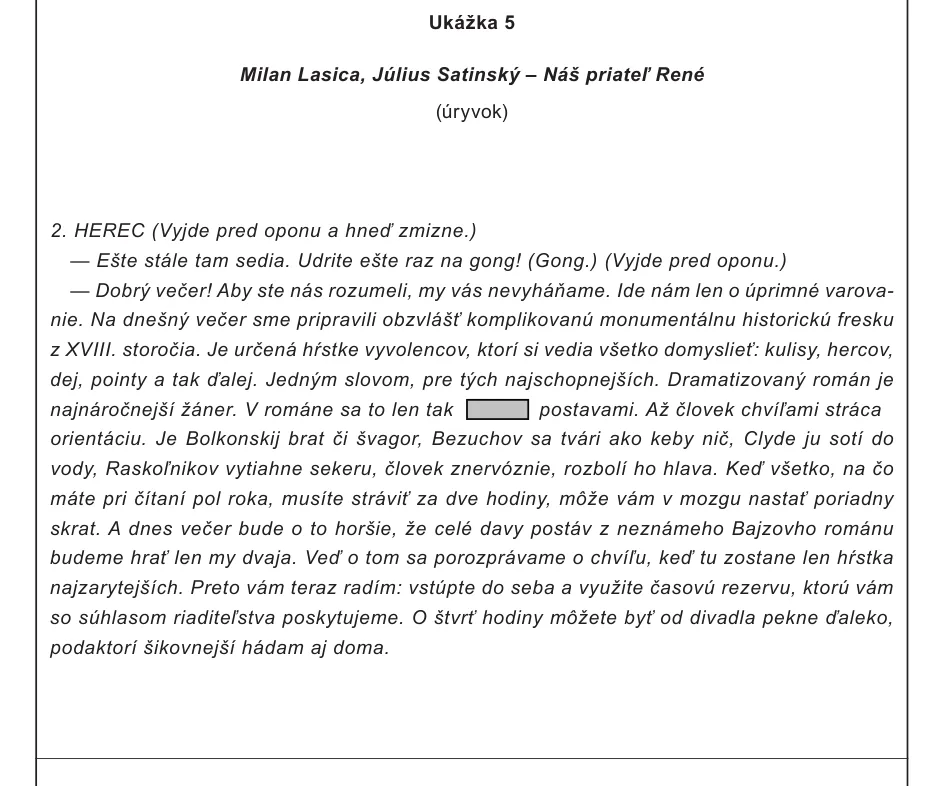 Ukážka 5
Milan Lasica, Július Satinský – Náš priateľ René
(úryvok)
2. HEREC (Vyjde pred oponu a hneď zmizne.)
— Ešte stále tam sedia. Udrite ešte raz na gong! (Gong.) (Vyjde pred oponu.)
— Dobrý večer! Aby ste nás rozumeli, my vás nevyháňame. Ide nám len o úprimné varova-
nie. Na dnešný večer sme pripravili obzvlášť komplikovanú monumentálnu historickú fresku
z XVIII. storočia. Je určená hŕstke vyvolencov, ktorí si vedia všetko domyslieť: kulisy, hercov,
dej, pointy a tak ďalej. Jedným slovom, pre tých najschopnejších. Dramatizovaný román je
najnáročnejší žáner. V románe sa to len tak postavami. Až človek chvíľami stráca
orientáciu. Je Bolkonskij brat či švagor, Bezuchov sa tvári ako keby nič, Clyde ju sotí do
vody, Raskoľnikov vytiahne sekeru, človek znervóznie, rozbolí ho hlava. Keď všetko, na čo
máte pri čítaní pol roka, musíte stráviť za dve hodiny, môže vám v mozgu nastať poriadny
skrat. A dnes večer bude o to horšie, že celé davy postáv z neznámeho Bajzovho románu
budeme hrať len my dvaja. Veď o tom sa porozprávame o chvíľu, keď tu zostane len hŕstka
najzarytejších. Preto vám teraz radím: vstúpte do seba a využite časovú rezervu, ktorú vám
so súhlasom riaditeľstva poskytujeme. O štvrť hodiny môžete byť od divadla pekne ďaleko,
podaktorí šikovnejší hádam aj doma.